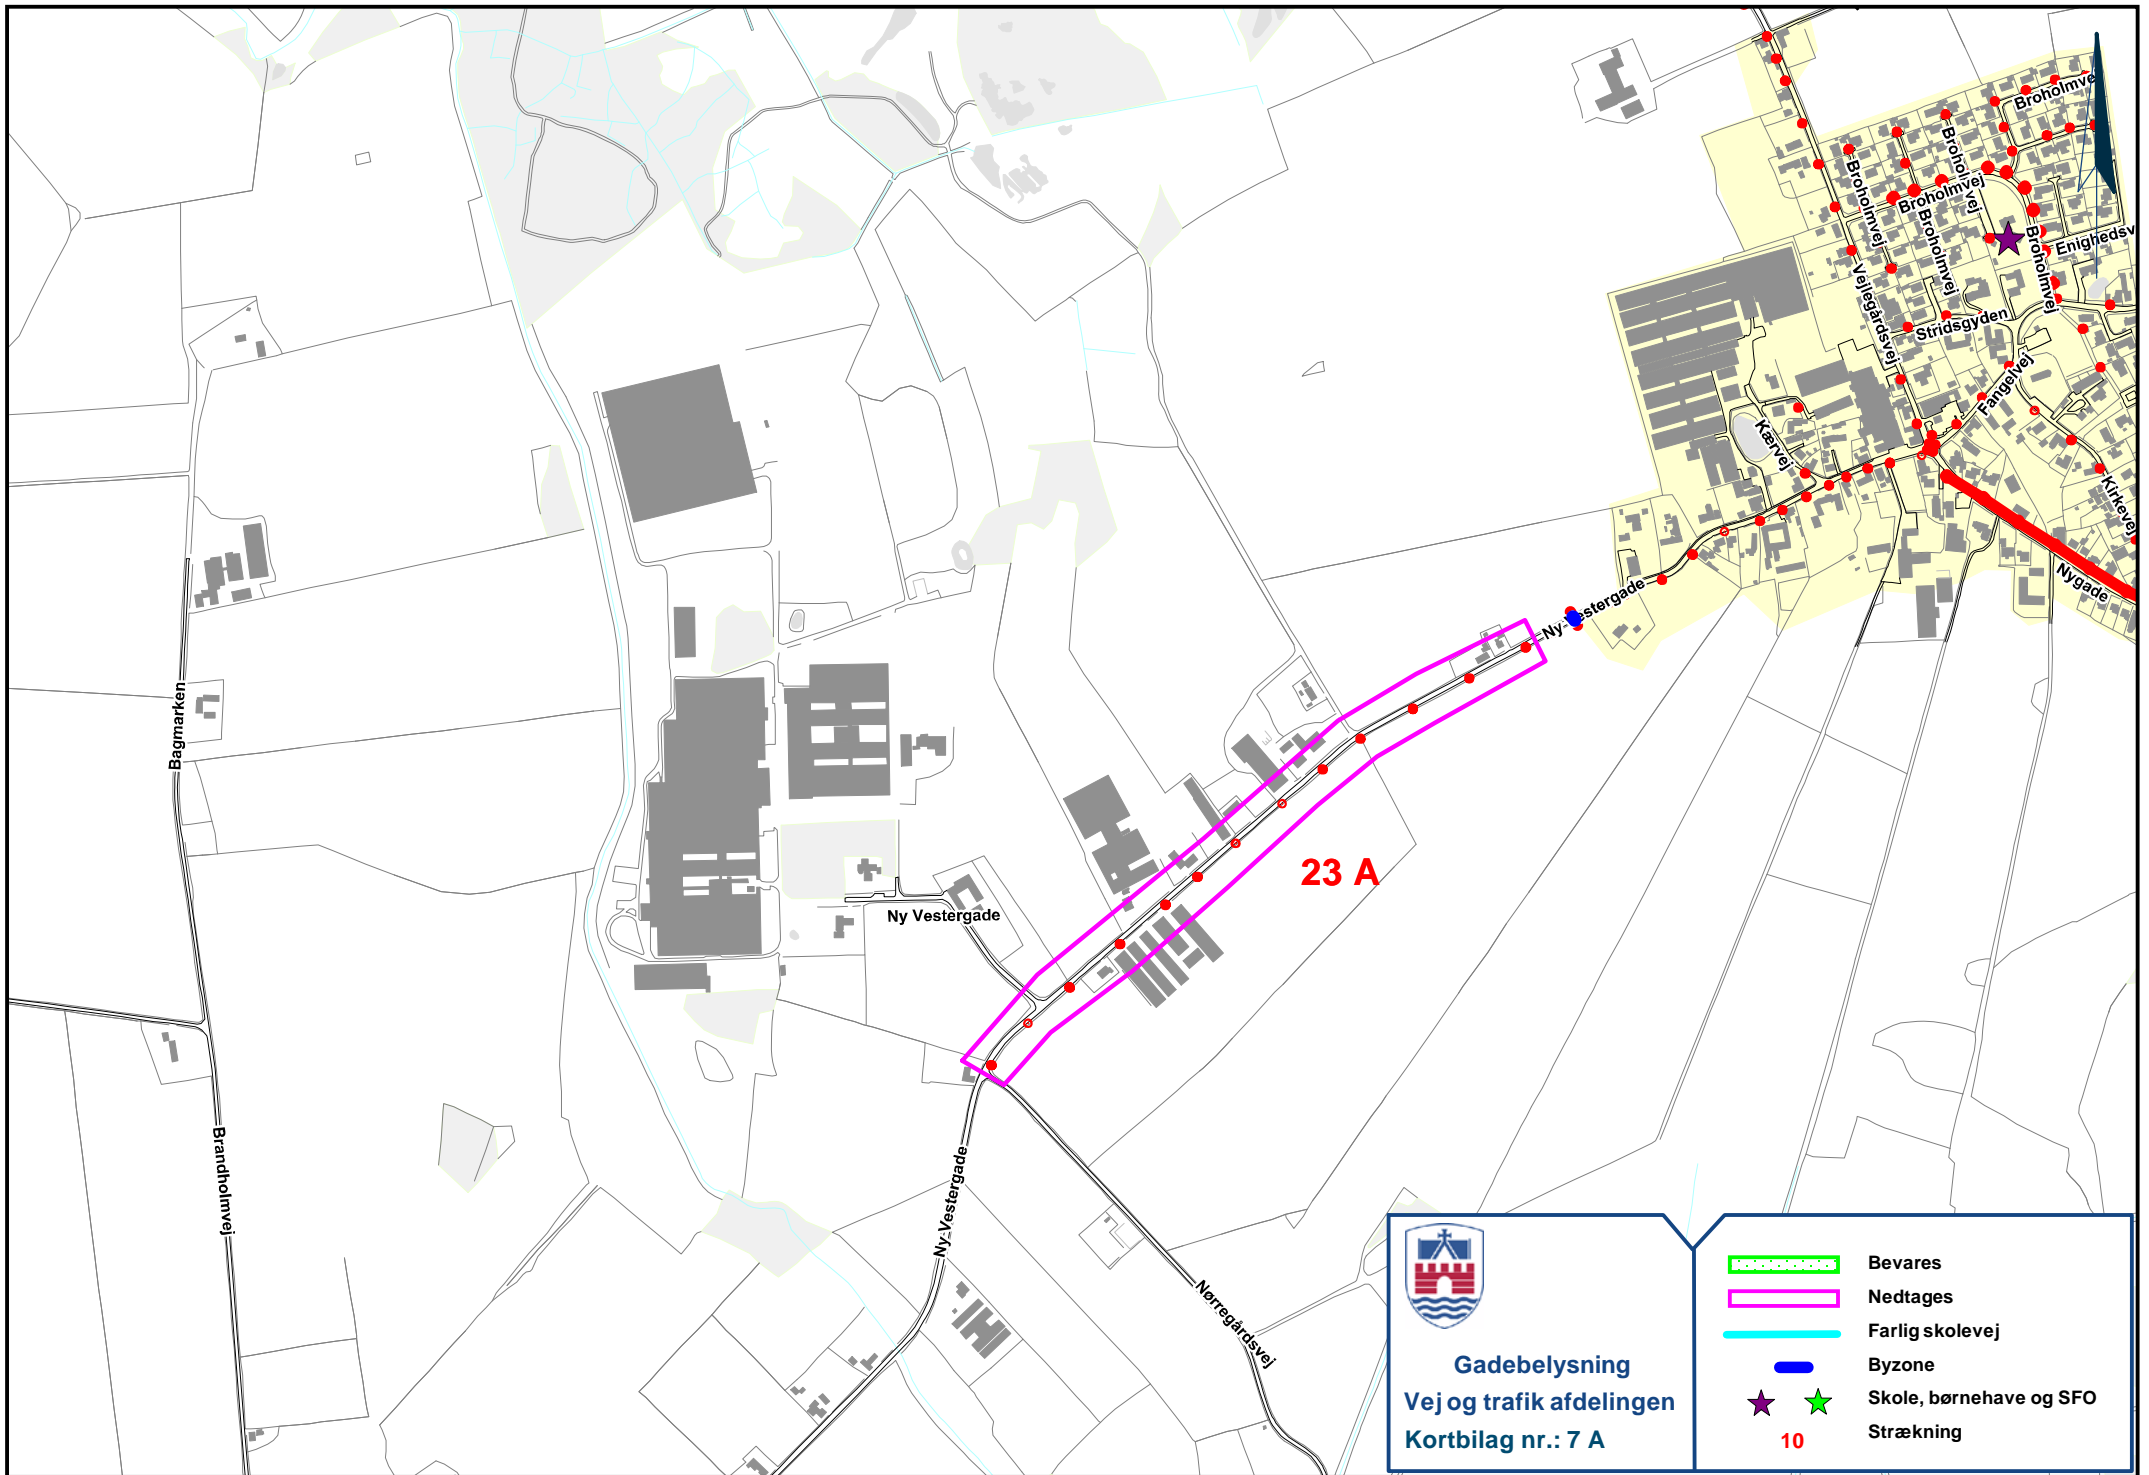 Broholmvej
Broholmvej
Broholmvej
Broholmvej
Broholmvej
Broholmvej
Enighedsv
Vejlegårdsvej
Stridsgyden
Fangelvej
Kærvej
Kirkevej
Nygade
Ny Vestergade
Bagmarken
23 A
Ny Vestergade
Brandholmvej
Ny Vestergade
Nørregårdsvej
Gadebelysning
Vej og trafik afdelingen
Kortbilag nr.: 7 A
Bevares
Nedtages
Farlig skolevej
Byzone
Skole, børnehave og SFO
10 Strækning